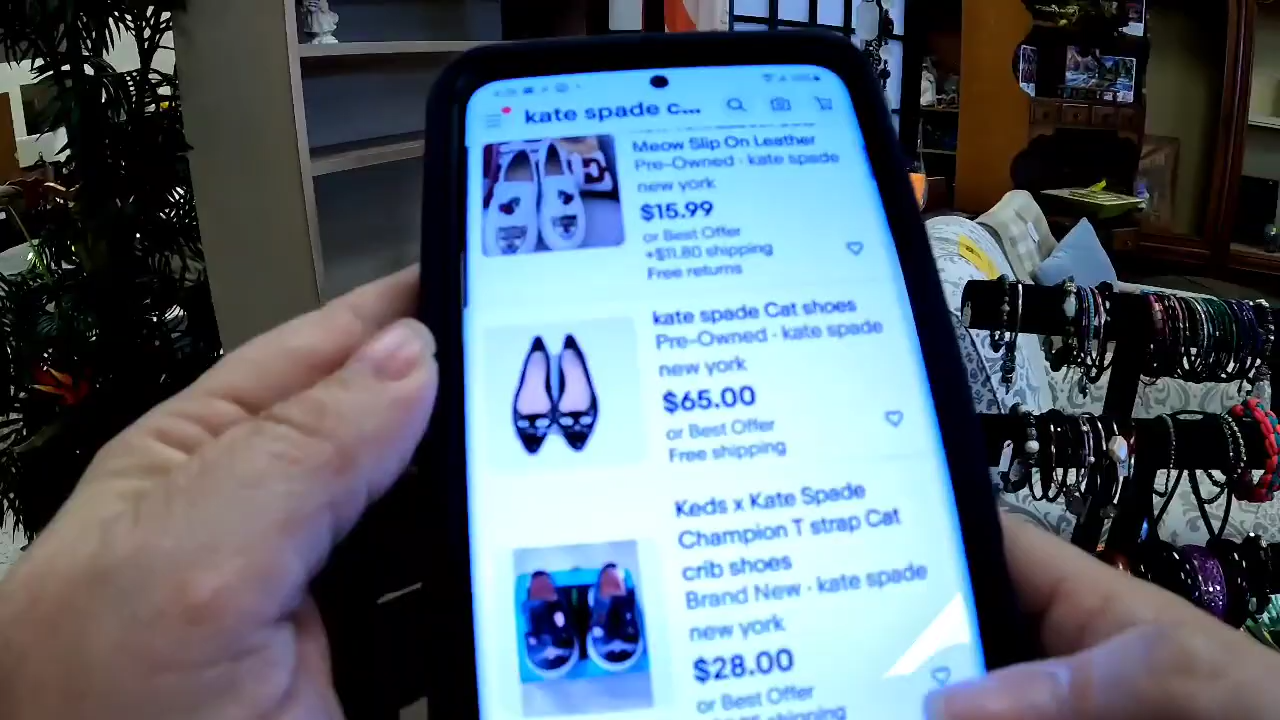 kate spade c...
Meow Slip On Leather
Pre-Owned · kate spade
new york
$15.99
or Best Offer
+$11.80 shipping
Free returns
E
kate spade Cat shoes
Pre-Owned · kate spade
new york
$65.00
or Best Offer
Free shipping
Keds x Kate Spade
Champion T strap Cat
crib shoes
Brand New · kate spade
new york
$28.00
or Best Offer
shipping